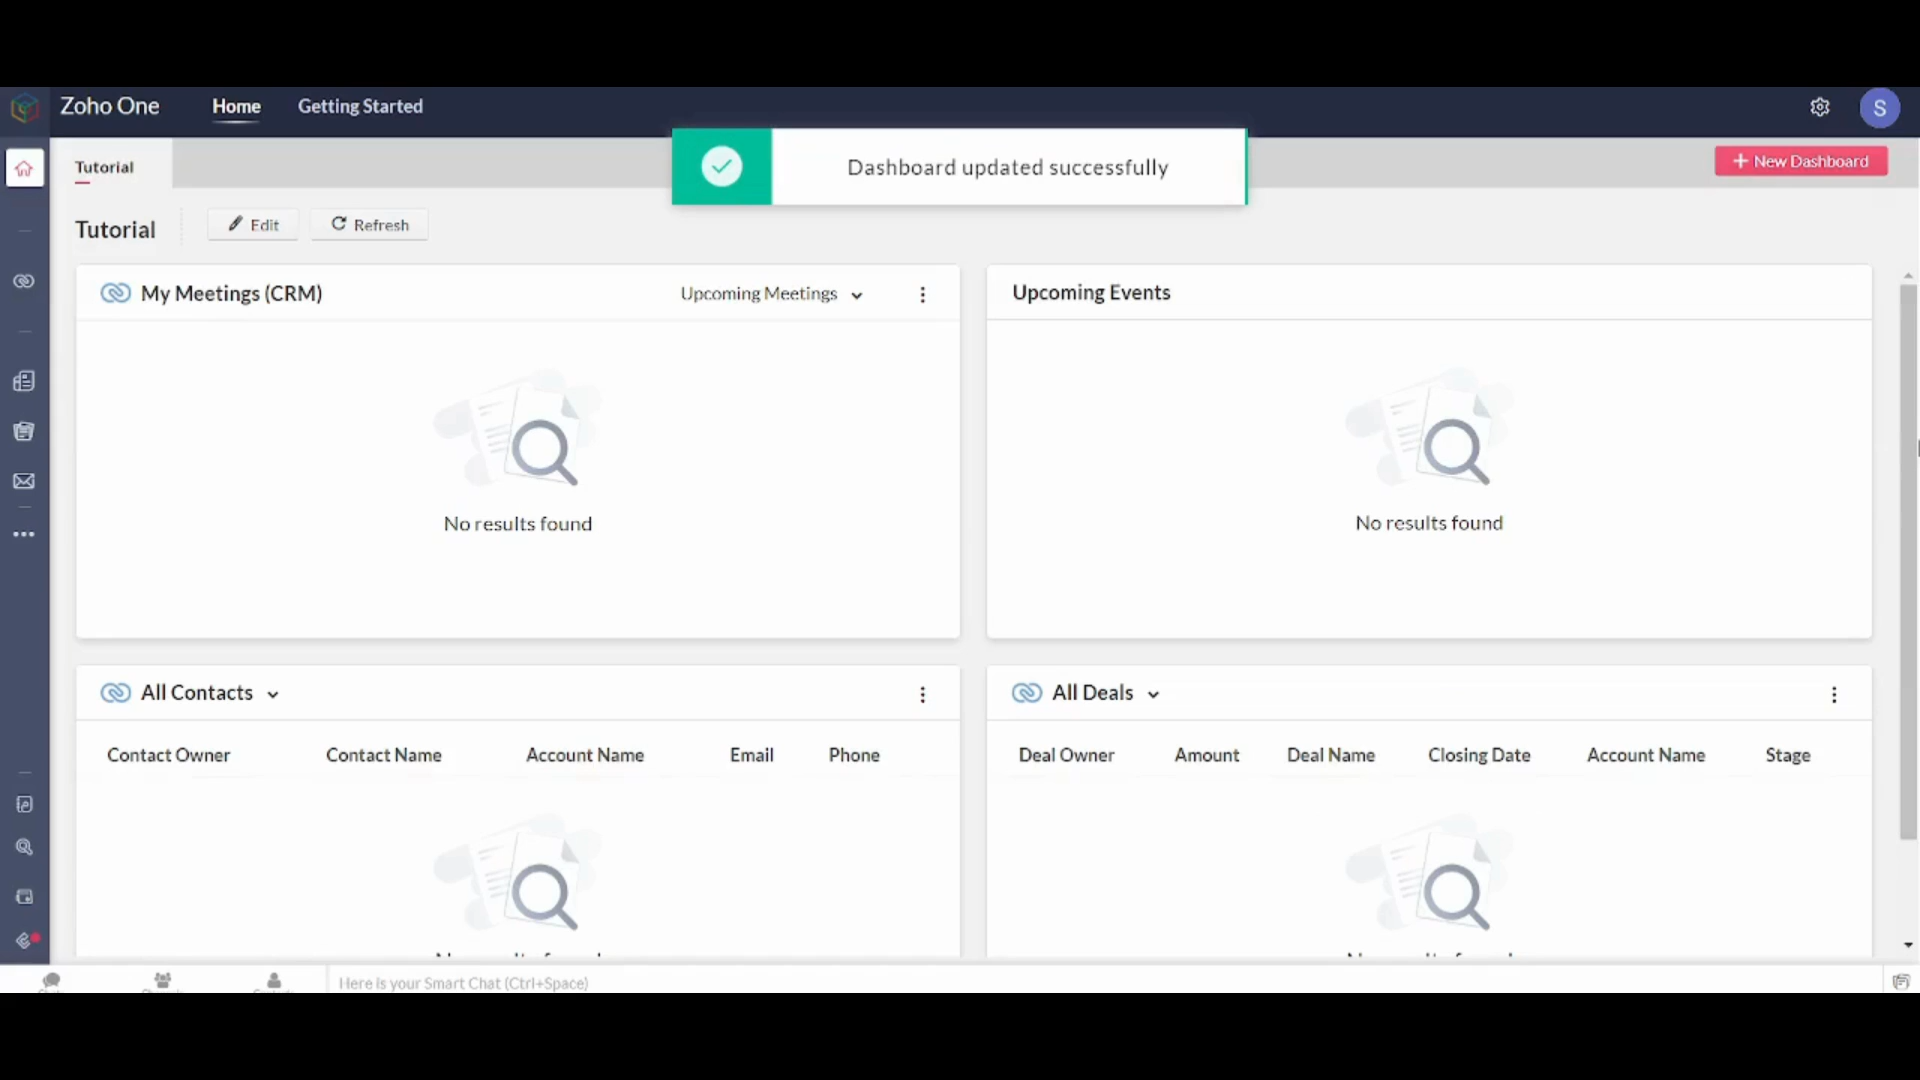 Zoho One Home Getting Started S
Tutorial
Dashboard updated successfully
+ New Dashboard
Tutorial Edit Refresh
My Meetings (CRM) Upcoming Meetings
No results found
Upcoming Events
No results found
All Contacts
Contact Owner Contact Name Account Name Email Phone
All Deals
Deal Owner Amount Deal Name Closing Date Account Name Stage
Here is your Smart Chat (Ctrl+Space)